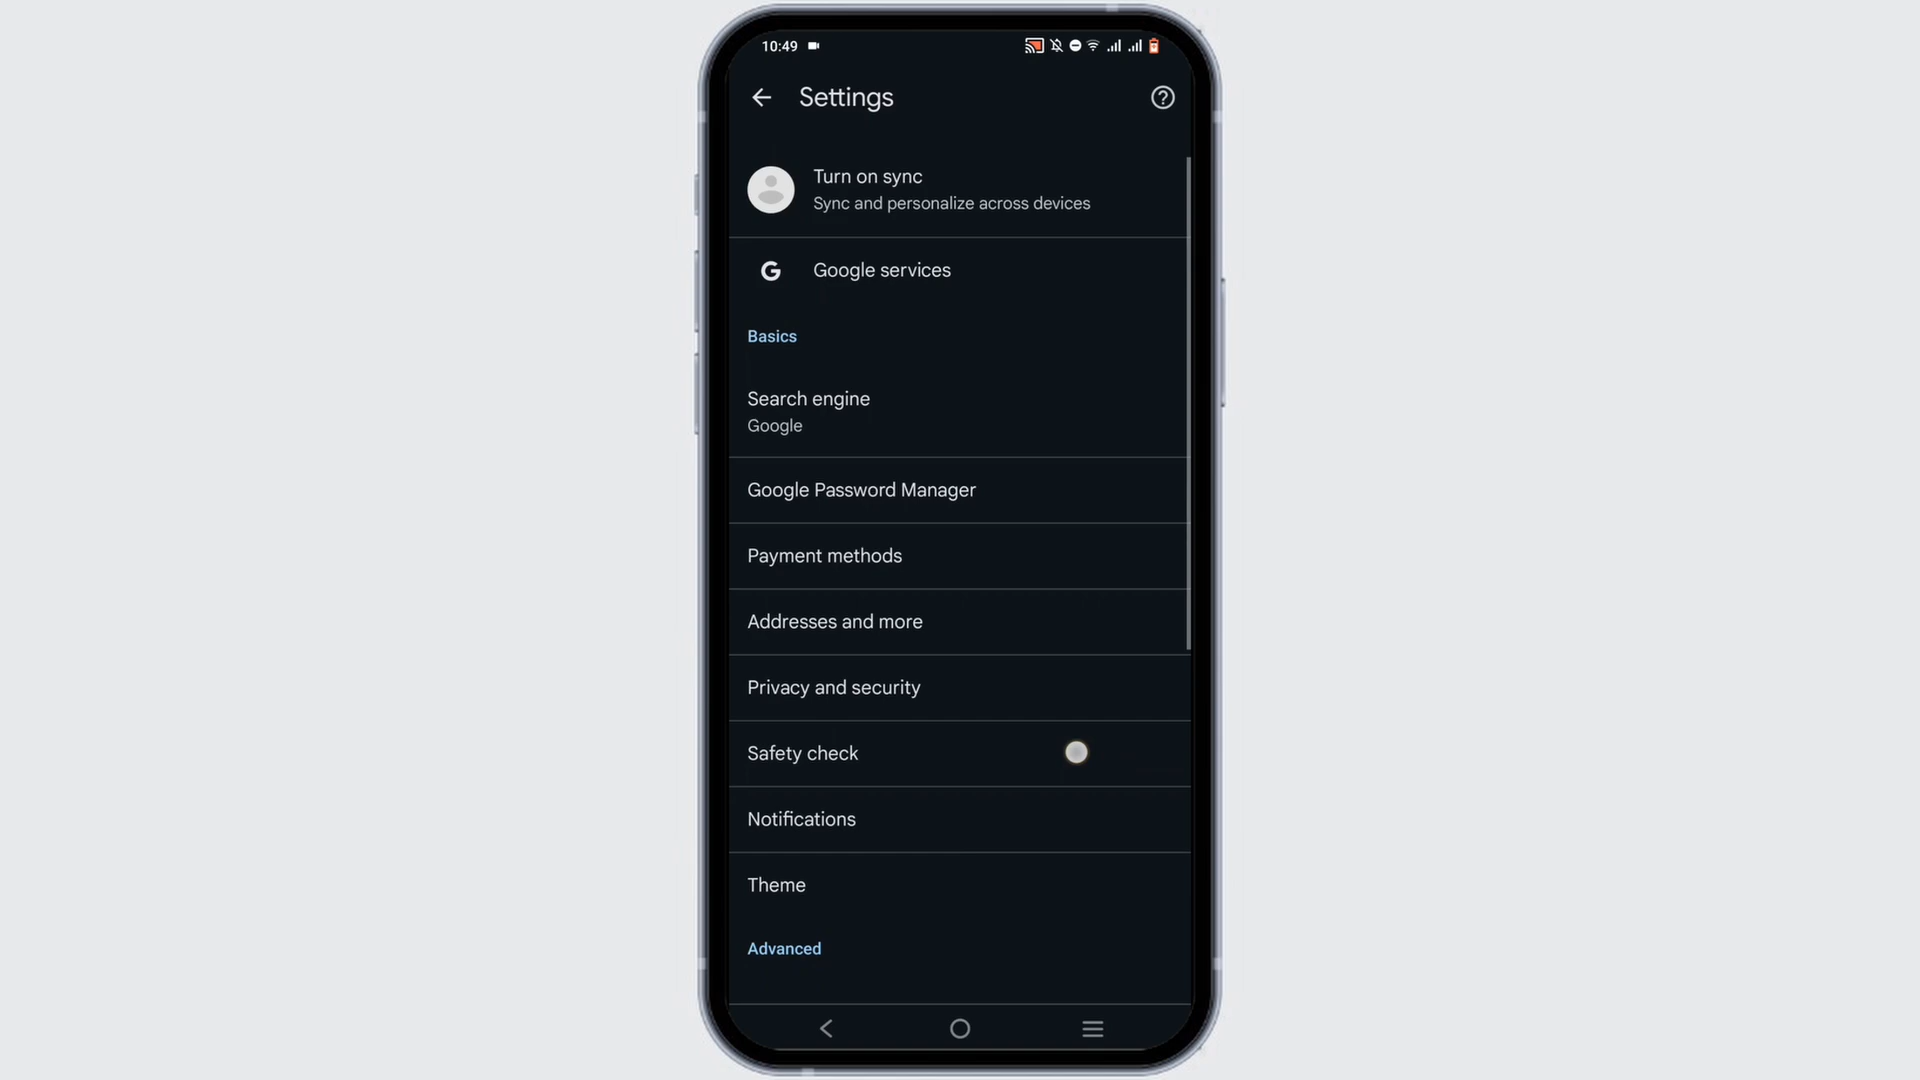 10:49
Settings
Turn on sync
Sync and personalize across devices
G
Google services
Basics
Search engine
Google
Google Password Manager
Payment methods
Addresses and more
Privacy and security
Safety check
Notifications
Theme
Advanced